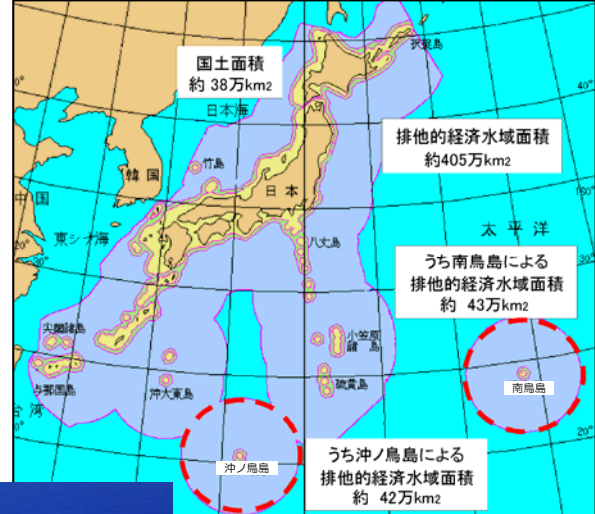 択捉島
国土面積
約 38万km2
日本海
排他的経済水域面積
約405万km2
竹島
韓国
日本
中国
東シナ海
太平洋
八丈島
うち南鳥島による
排他的経済水域面積
約 43万km2
尖閣諸島
小笠原
諸島
与那国島
沖大東島
硫黄島
南鳥島
台湾
沖ノ鳥島
うち沖ノ鳥島による
排他的経済水域面積
約 42万km2
40°
30°
20°